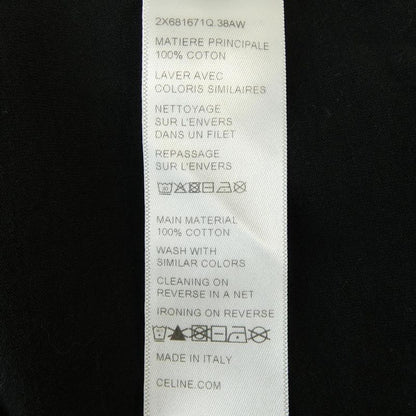 2X681671Q.38AW
MATIERE PRINCIPALE
100% COTON
LAVER AVEC
COLORIS SIMILAIRES
NETTOYAGE
SUR L'ENVERS
DANS UN FILET
REPASSAGE
SUR L'ENVERS
MAIN MATERIAL
100% COTTON
WASH WITH
SIMILAR COLORS
CLEANING ON
REVERSE IN A NET
IRONING ON REVERSE
MADE IN ITALY
CELINE.COM